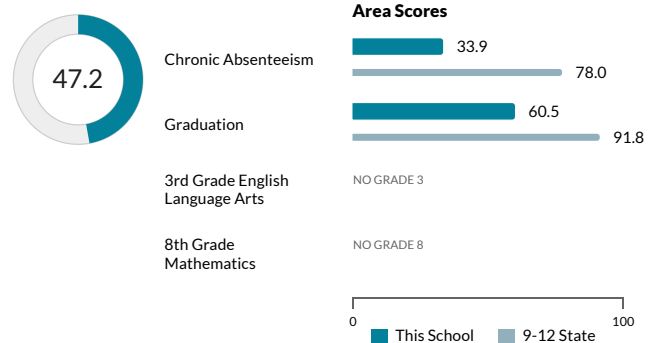 Area Scores
47.2
Chronic Absenteeism
33.9
78.0
Graduation
60.5
91.8
3rd Grade English
Language Arts
NO GRADE 3
8th Grade
Mathematics
NO GRADE 8
0
100
This School
9-12 State